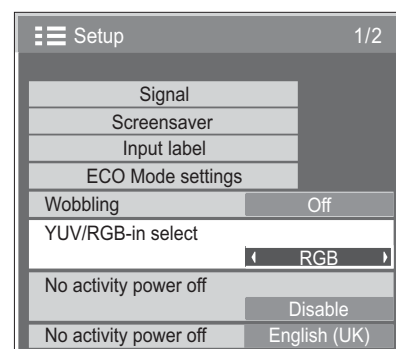 Setup 1/2
Signal
Screensaver
Input label
ECO Mode settings
Wobbling Off
YUV/RGB-in select
RGB
No activity power off
Disable
No activity power off English (UK)